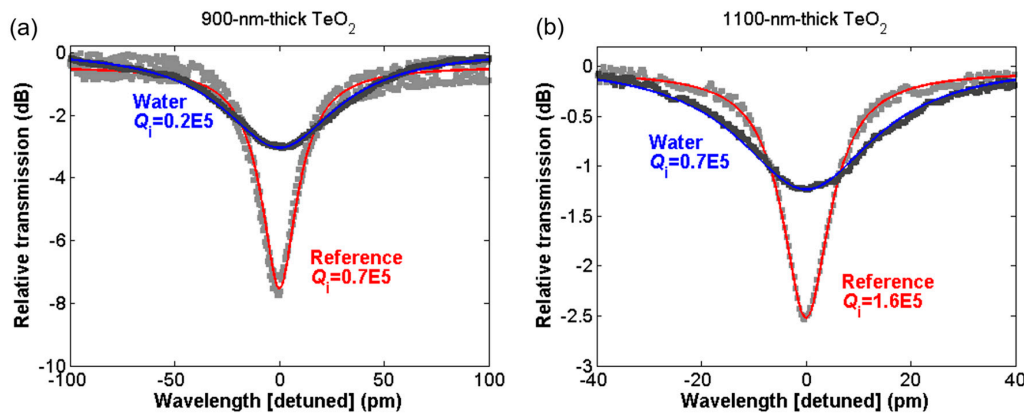 (a)
900-nm-thick TeO2
0
-2
-4
-6
-8
-10
Relative transmission (dB)
Water
Qi=0.2E5
Reference
Qi=0.7E5
-100
-50
0
50
100
Wavelength [detuned] (pm)
(b)
1100-nm-thick TeO2
0
-0.5
-1
-1.5
-2
-2.5
-3
Relative transmission (dB)
Water
Qi=0.7E5
Reference
Qi=1.6E5
-40
-20
0
20
40
Wavelength [detuned] (pm)